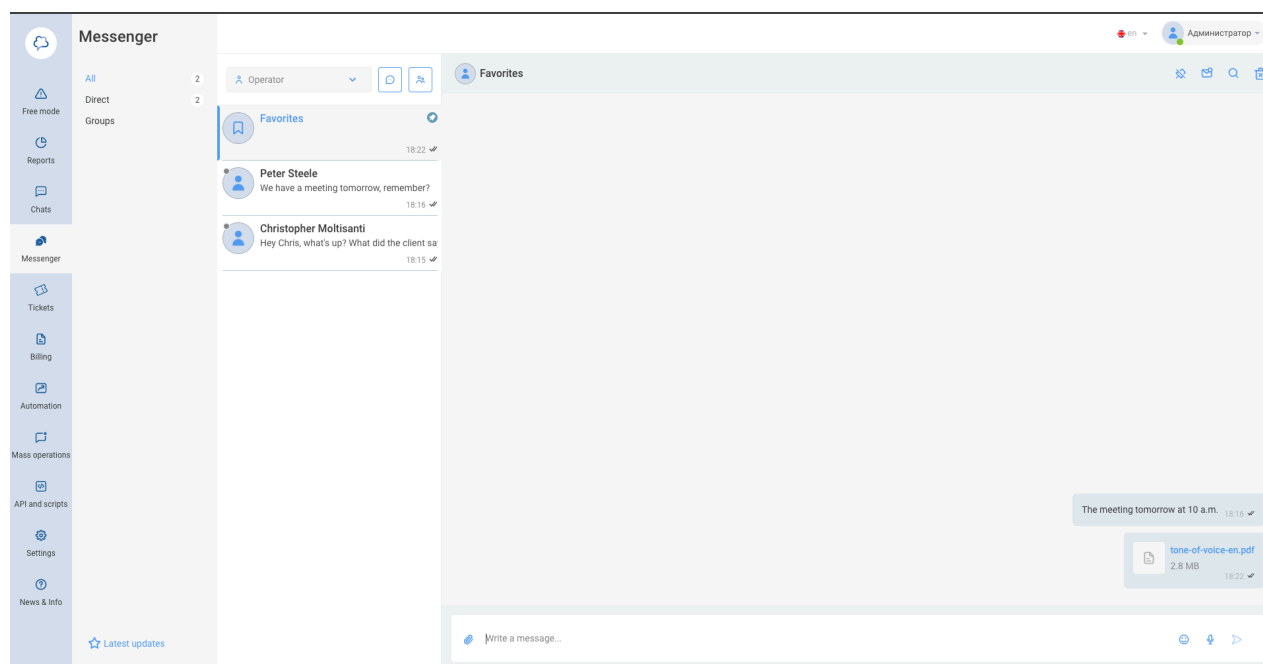 Messenger
en
Администратор
Free mode
Reports
Chats
Messenger
Tickets
Billing
Automation
Mass operations
API and scripts
Settings
News & Info
All 2
Direct 2
Groups
Latest updates
Operator
Favorites
18:22
Peter Steele
We have a meeting tomorrow, remember?
18:16
Christopher Moltisanti
Hey Chris, what's up? What did the client sa
18:15
Favorites
The meeting tomorrow at 10 a.m. 18:16
tone-of-voice-en.pdf
2.8 MB
18:22
Write a message...